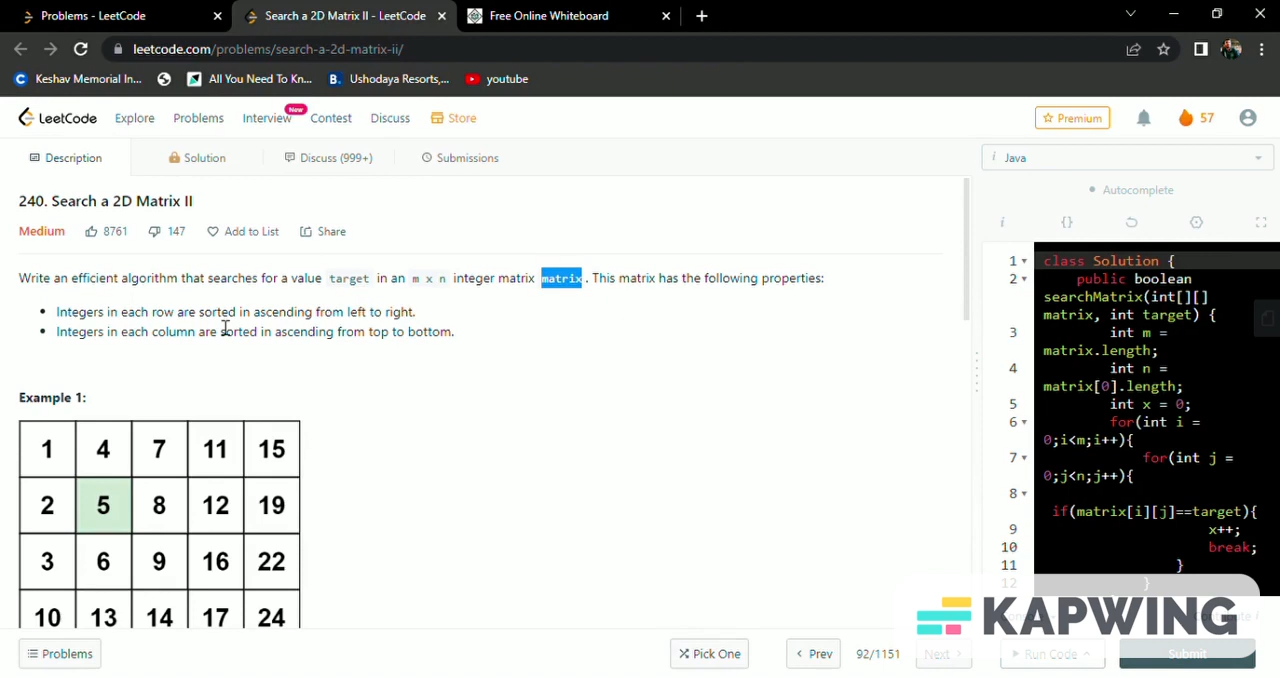 Problems - LeetCode
Search a 2D Matrix II - LeetCode
Free Online Whiteboard
leetcode.com/problems/search-a-2d-matrix-ii/
Keshav Memorial In...
All You Need To Kn...
B. Ushodaya Resorts,...
youtube
LeetCode
Explore
Problems
Interview
New
Contest
Discuss
Store
Premium
57
Description
Solution
Discuss (999+)
Submissions
i Java
Autocomplete
240. Search a 2D Matrix II
Medium
8761
147
Add to List
Share
Write an efficient algorithm that searches for a value target in an m x n integer matrix matrix. This matrix has the following properties:
• Integers in each row are sorted in ascending from left to right.
• Integers in each column are sorted in ascending from top to bottom.
Example 1:
1 4 7 11 15
2 5 8 12 19
3 6 9 16 22
10 13 14 17 24
i {}
1 class Solution {
2 public boolean
searchMatrix(int[][]
matrix, int target) {
3 int m =
matrix.length;
4 int n =
matrix[0].length;
5 int x = 0;
6 for(int i =
0;i<m;i++){
7 for(int j =
0;j<n;j++){
8
if(matrix[i][j]==target){
9 x++;
10 break;
11 }
12 }
KAPWING
Problems
Pick One
Prev
92/1151
Next
Run Code
Submit